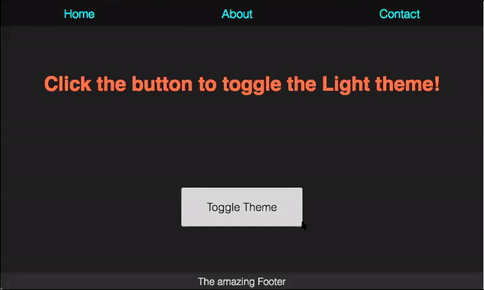 Home About Contact
Click the button to toggle the Light theme!
Toggle Theme
The amazing Footer